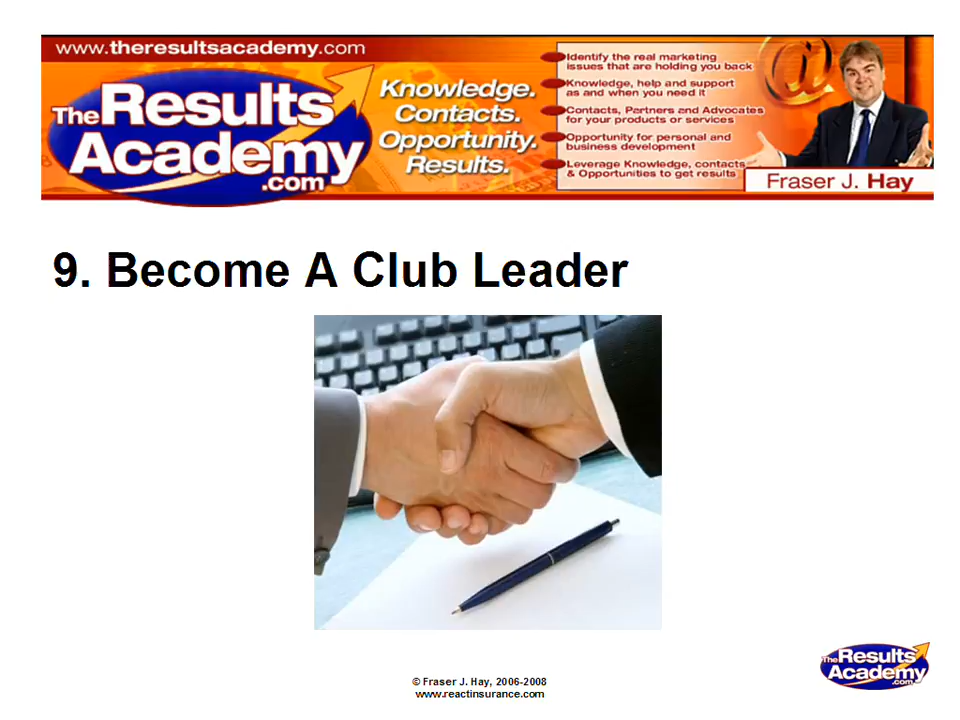 www.theresultsacademy.com
The Results
Academy
.com
Knowledge.
Contacts.
Opportunity.
Results.
Identify the real marketing
issues that are holding you back
Knowledge, help and support
as and when you need it
Contacts, Partners and Advocates
for your products or services
Opportunity for personal and
business development
Leverage Knowledge, contacts
& Opportunities to get results
Fraser J. Hay
9. Become A Club Leader
© Fraser J. Hay, 2006-2008
www.reactinsurance.com
The Results
Academy
.com